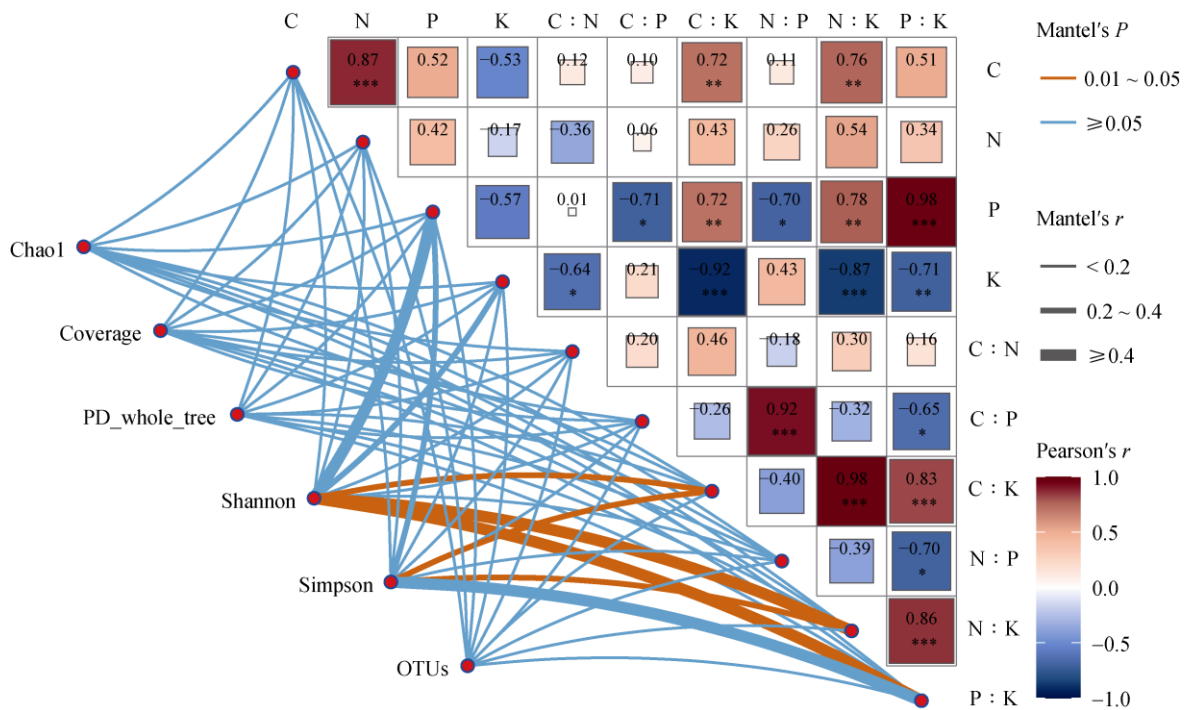 C N P K C : N C : P C : K N : P N : K P : K
0.87 0.52 −0.53 0.12 0.10 0.72 0.11 0.76 0.51 C
*** ** **
0.42 −0.17 −0.36 0.06 0.43 0.26 0.54 0.34 N
−0.57 0.01 −0.71 0.72 −0.70 0.78 0.98 P
* ** * ** ***
−0.64 0.21 −0.92 0.43 −0.87 −0.71 K
* *** *** **
0.20 0.46 −0.18 0.30 0.16 C : N
−0.26 0.92 −0.32 −0.65 C : P
*** *
−0.40 0.98 0.83 C : K
*** ***
−0.39 −0.70 N : P
*
0.86 N : K
***
P : K
Chao1
Coverage
PD_whole_tree
Shannon
Simpson
OTUs
Mantel's P
0.01 ~ 0.05
≥0.05
Mantel's r
< 0.2
0.2 ~ 0.4
≥0.4
Pearson's r
1.0
0.5
0.0
−0.5
−1.0